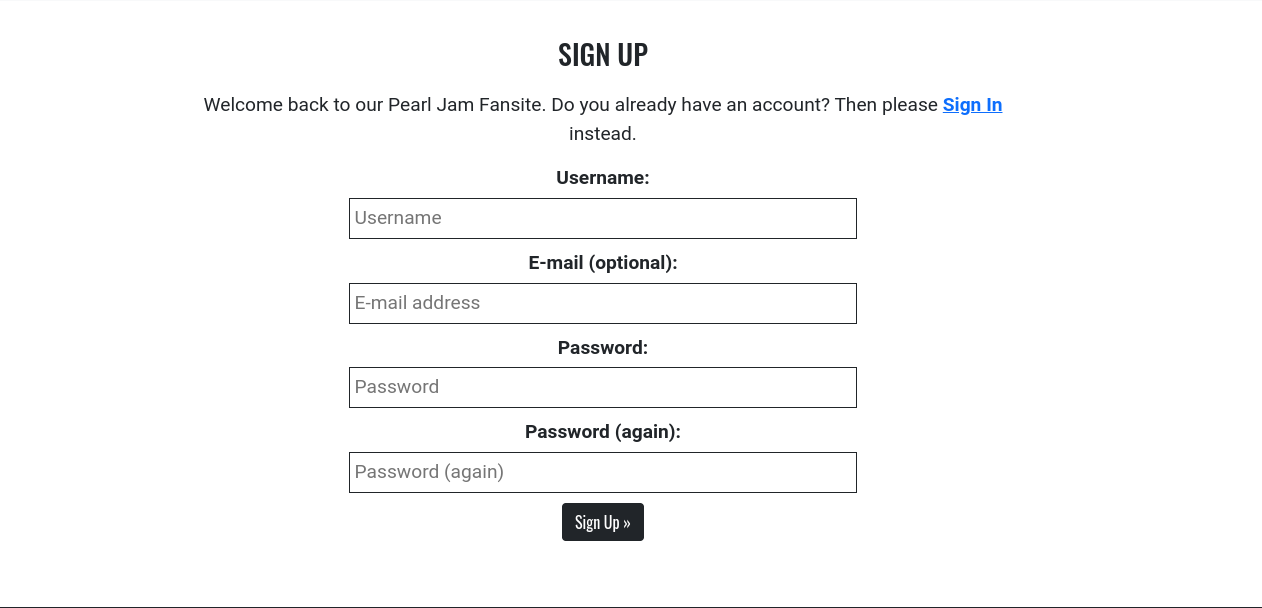 SIGN UP
Welcome back to our Pearl Jam Fansite. Do you already have an account? Then please Sign In
instead.
Username:
Username
E-mail (optional):
E-mail address
Password:
Password
Password (again):
Password (again)
Sign Up »